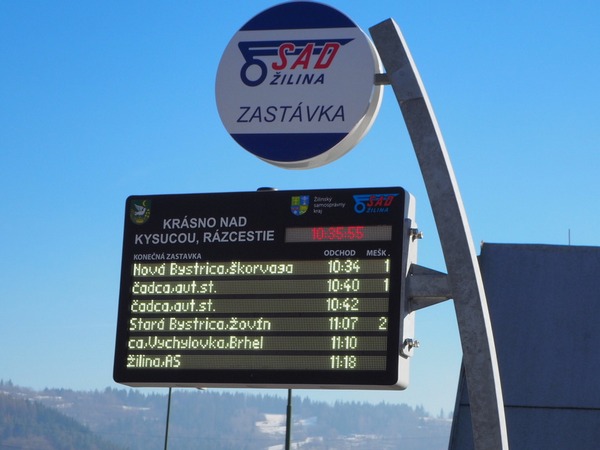 SAD
ŽILINA
ZASTÁVKA
Žilinský
samosprávny
kraj
SAD
ŽILINA
KRÁSNO NAD
KYSUCOU, RÁZCESTIE
10:35:55
KONEČNÁ ZASTAVKA ODCHOD MEŠK.
Nová Bystrica,škorvaga 10:34 1
čadca,aut.st. 10:40 1
čadca,aut.st. 10:42
Stará Bystrica,žovín 11:07 2
ca,Vychylovka,Brhel 11:10
žilina,AS 11:18